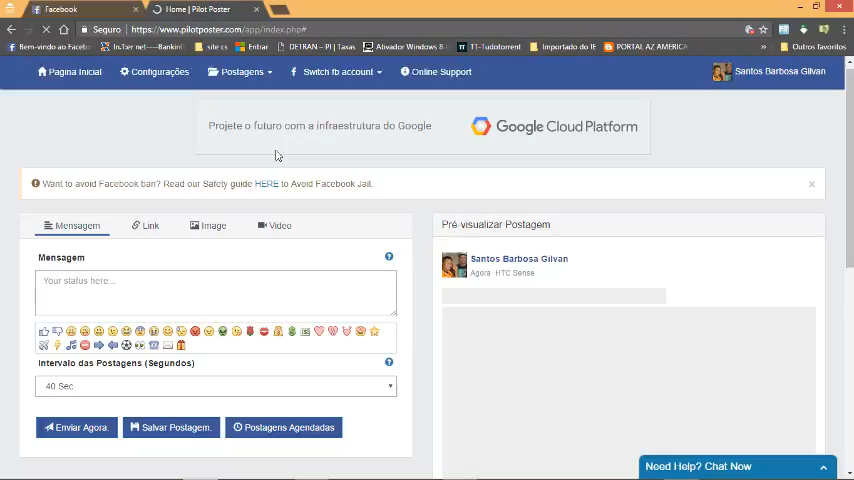 Facebook
Home | Pilot Poster
Seguro
https://www.pilotposter.com/app/index.php#
Bem-vindo ao Facebo
In.Ter net---Bankin
site cs
Entrar
DETRAN – PI | Taxas
Ativador Windows 8
TT-Tudotorrent
Importado do IE
PORTAL AZ AMERICA
»
Outros favoritos
Pagina Inicial
Configurações
Postagens
Switch fb account
Online Support
Santos Barbosa Gilvan
Projete o futuro com a infraestrutura do Google
Google Cloud Platform
Want to avoid Facebook ban? Read our Safety guide HERE to Avoid Facebook Jail.
Mensagem
Link
Image
Video
Pré-visualizar Postagem
Mensagem
Your status here...
Santos Barbosa Gilvan
Agora HTC Sense
Intervalo das Postagens (Segundos)
40 Sec
Enviar Agora.
Salvar Postagem.
Postagens Agendadas
Need Help? Chat Now